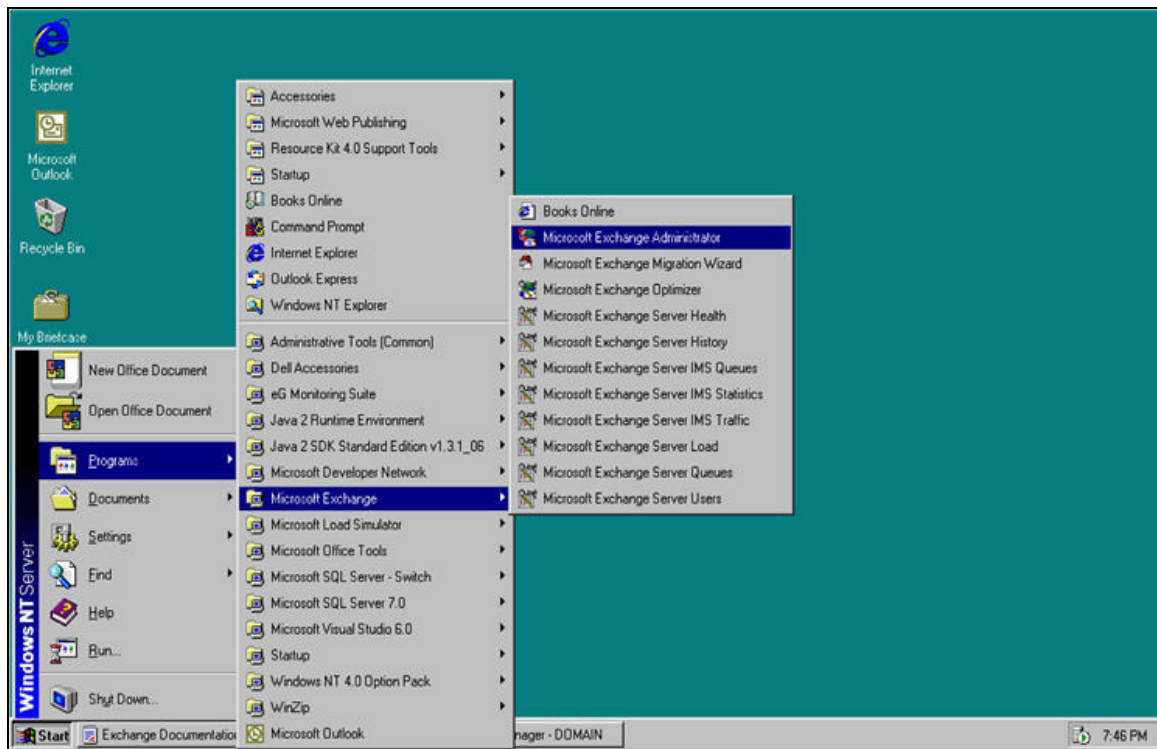 Internet
Explorer
Microsoft
Outlook
Recycle Bin
My Briefcase
New Office Document
Open Office Document
Programs
Documents
Settings
Find
Help
Run...
Shut Down...
Windows NT Server
Accessories
Microsoft Web Publishing
Resource Kit 4.0 Support Tools
Startup
Books Online
Command Prompt
Internet Explorer
Outlook Express
Windows NT Explorer
Administrative Tools (Common)
Dell Accessories
eG Monitoring Suite
Java 2 Runtime Environment
Java 2 SDK Standard Edition v1.3.1_06
Microsoft Developer Network
Microsoft Exchange
Microsoft Load Simulator
Microsoft Office Tools
Microsoft SQL Server - Switch
Microsoft SQL Server 7.0
Microsoft Visual Studio 6.0
Startup
Windows NT 4.0 Option Pack
WinZip
Microsoft Outlook
Books Online
Microsoft Exchange Administrator
Microsoft Exchange Migration Wizard
Microsoft Exchange Optimizer
Microsoft Exchange Server Health
Microsoft Exchange Server History
Microsoft Exchange Server IMS Queues
Microsoft Exchange Server IMS Statistics
Microsoft Exchange Server IMS Traffic
Microsoft Exchange Server Load
Microsoft Exchange Server Queues
Microsoft Exchange Server Users
Start
Exchange Documentatio
nager - DOMAIN
7:46 PM